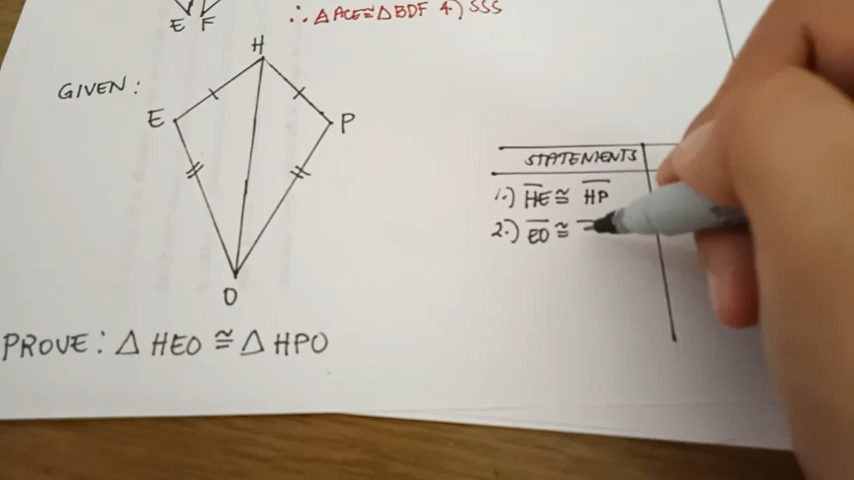 E F
∴ △ACE≅△BDF 4.) SSS
GIVEN:
H
E
P
O
PROVE: △ HEO ≅ △ HPO
STATEMENTS
1.) HE ≅ HP
2.) EO ≅